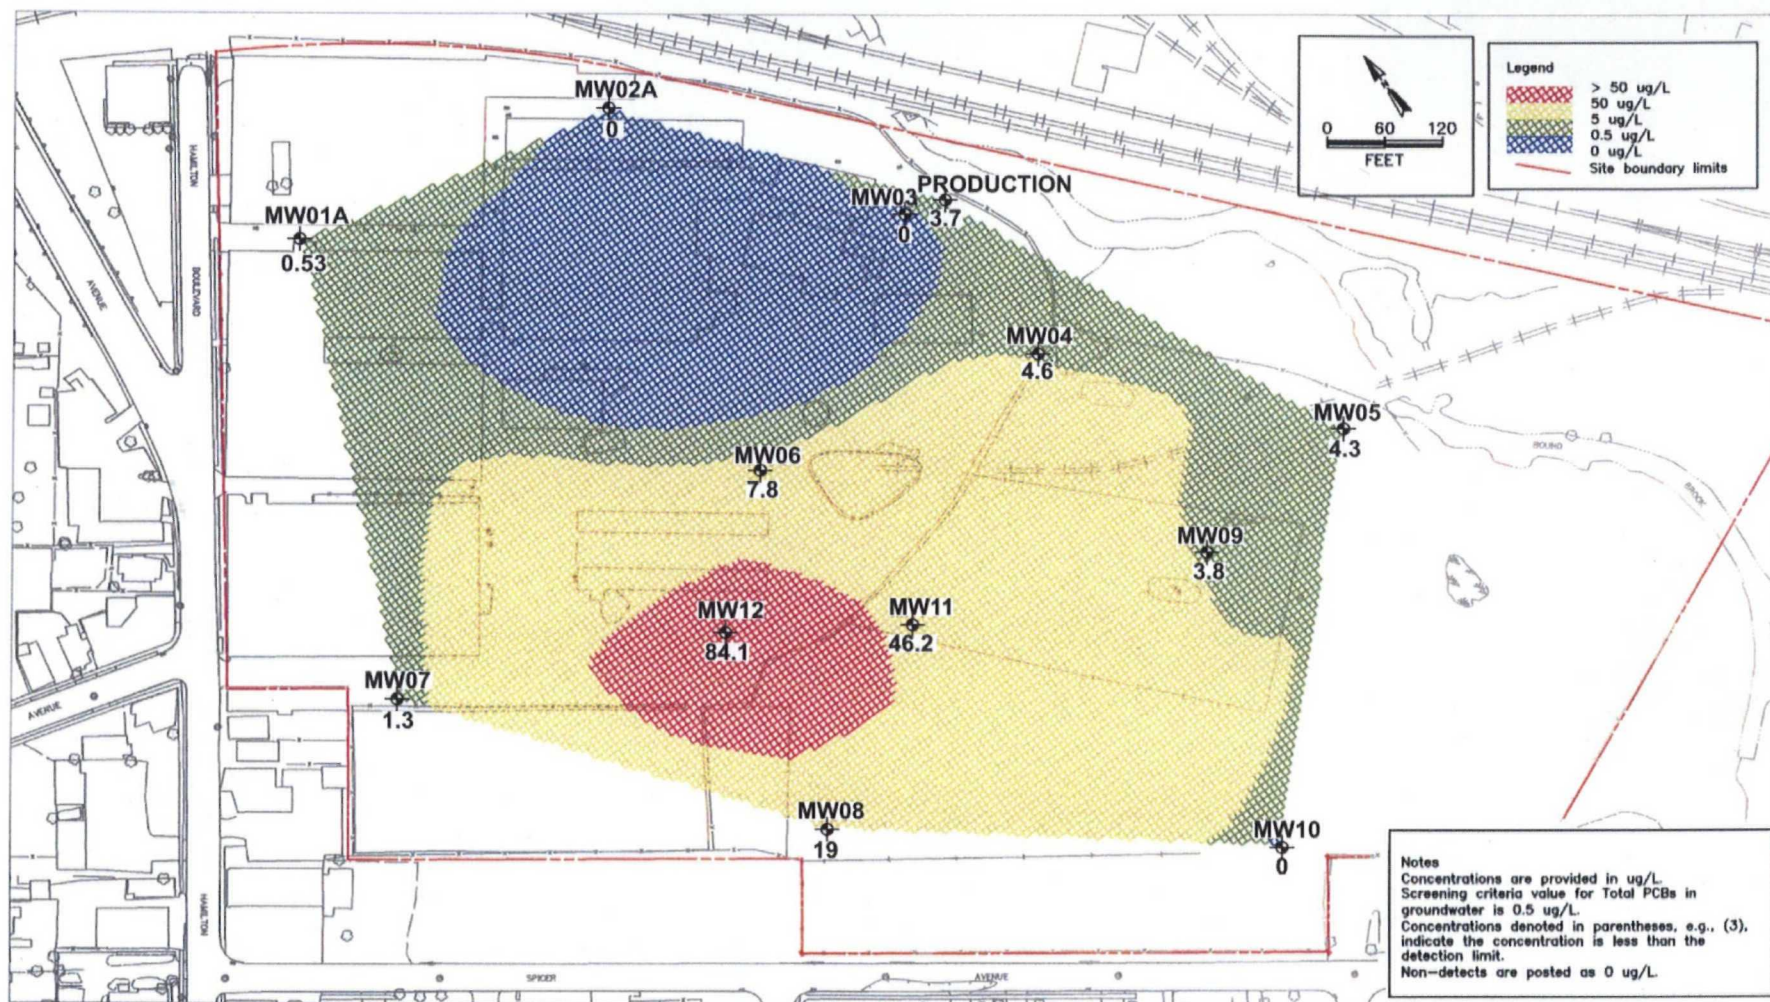 MW02A
0
MW01A
0.53
MW03
0
PRODUCTION
3.7
MW04
4.6
MW05
4.3
MW06
7.8
MW09
3.8
MW12
84.1
MW11
46.2
MW07
1.3
MW08
19
MW10
0
HAMILTON
BOULEVARD
AVENUE
AVENUE
HAMILTON
SPICER
AVENUE
BOUND
BROOK
0 60 120
FEET
Legend
> 50 ug/L
50 ug/L
5 ug/L
0.5 ug/L
0 ug/L
Site boundary limits
Notes
Concentrations are provided in ug/L.
Screening criteria value for Total PCBs in
groundwater is 0.5 ug/L.
Concentrations denoted in parentheses, e.g., (3),
indicate the concentration is less than the
detection limit.
Non-detects are posted as 0 ug/L.